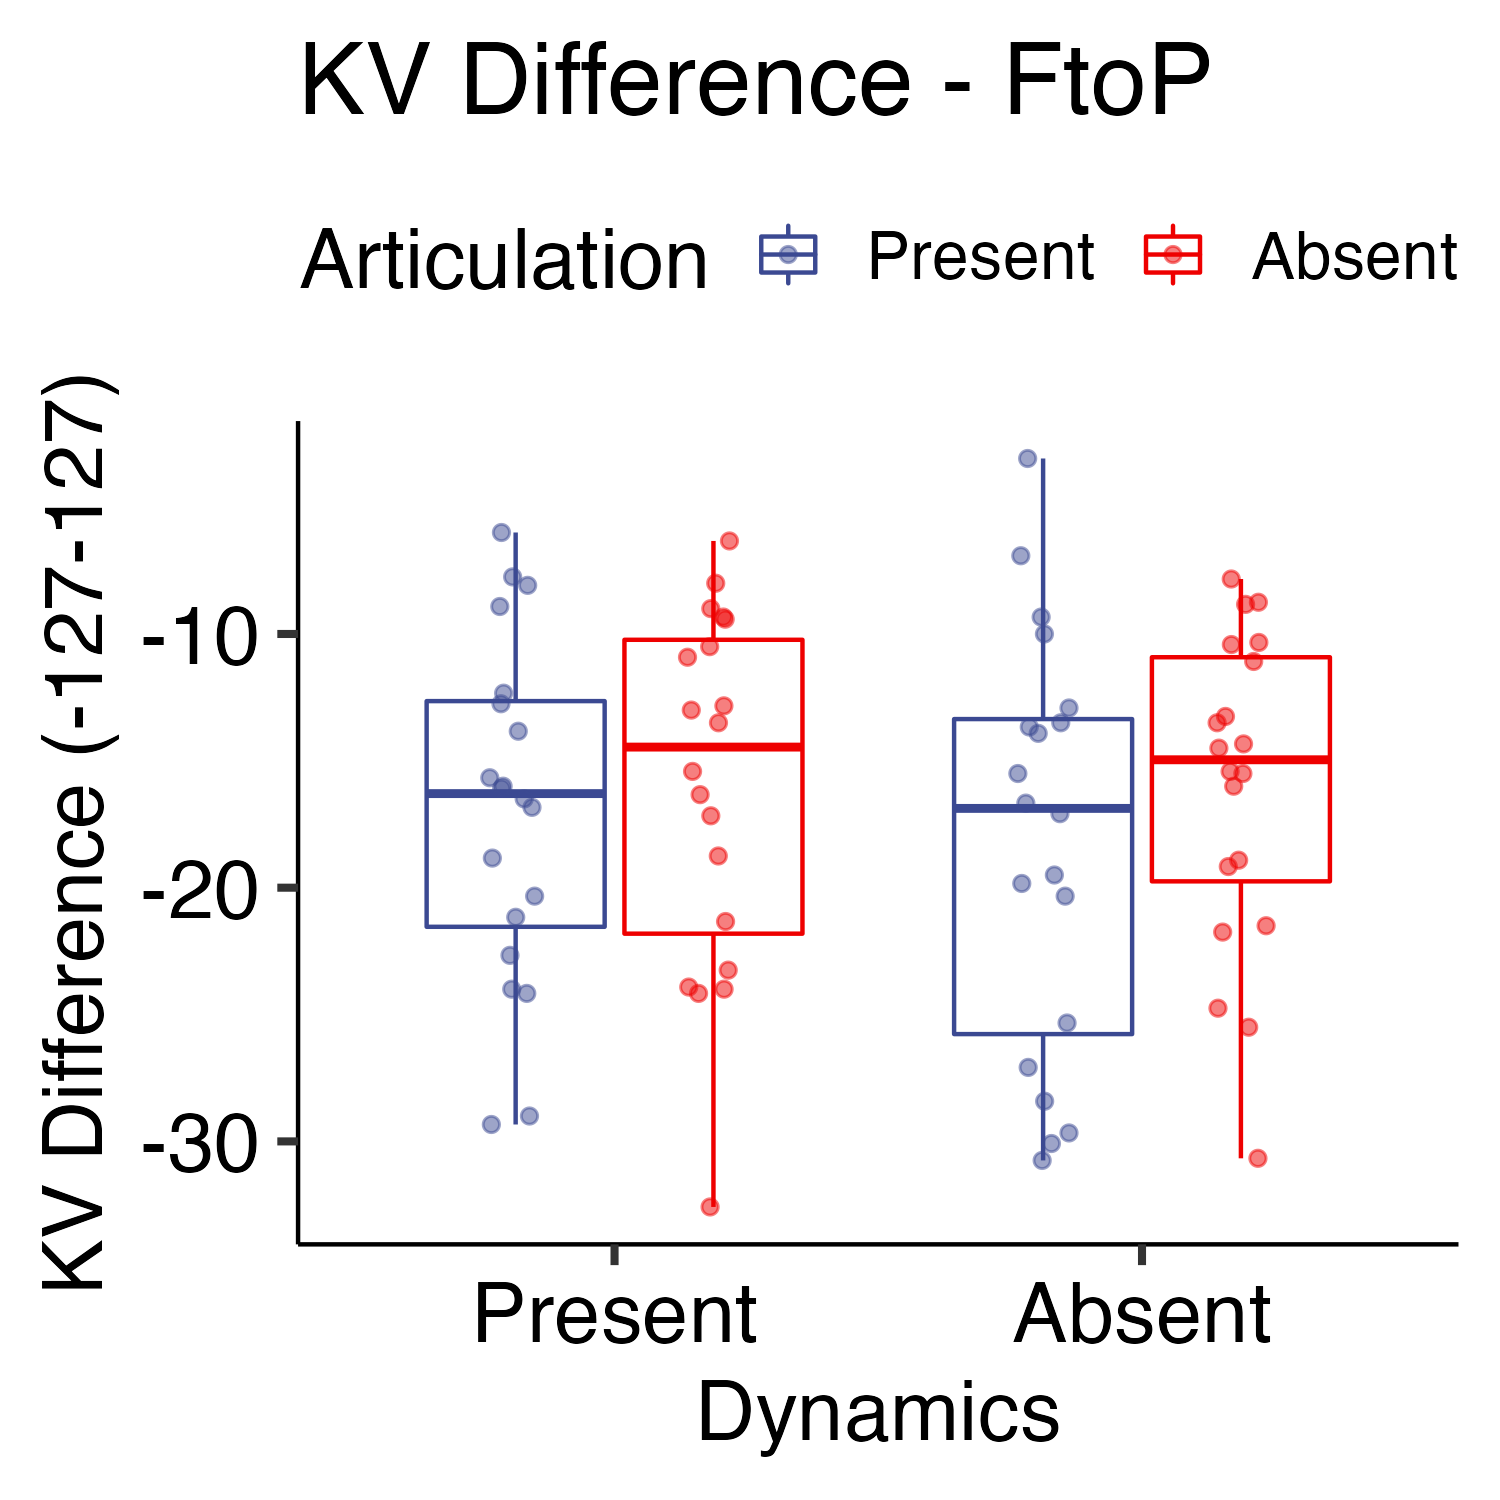 KV Difference - FtoP
Articulation Present Absent
KV Difference (-127-127)
-10
-20
-30
Present Absent
Dynamics